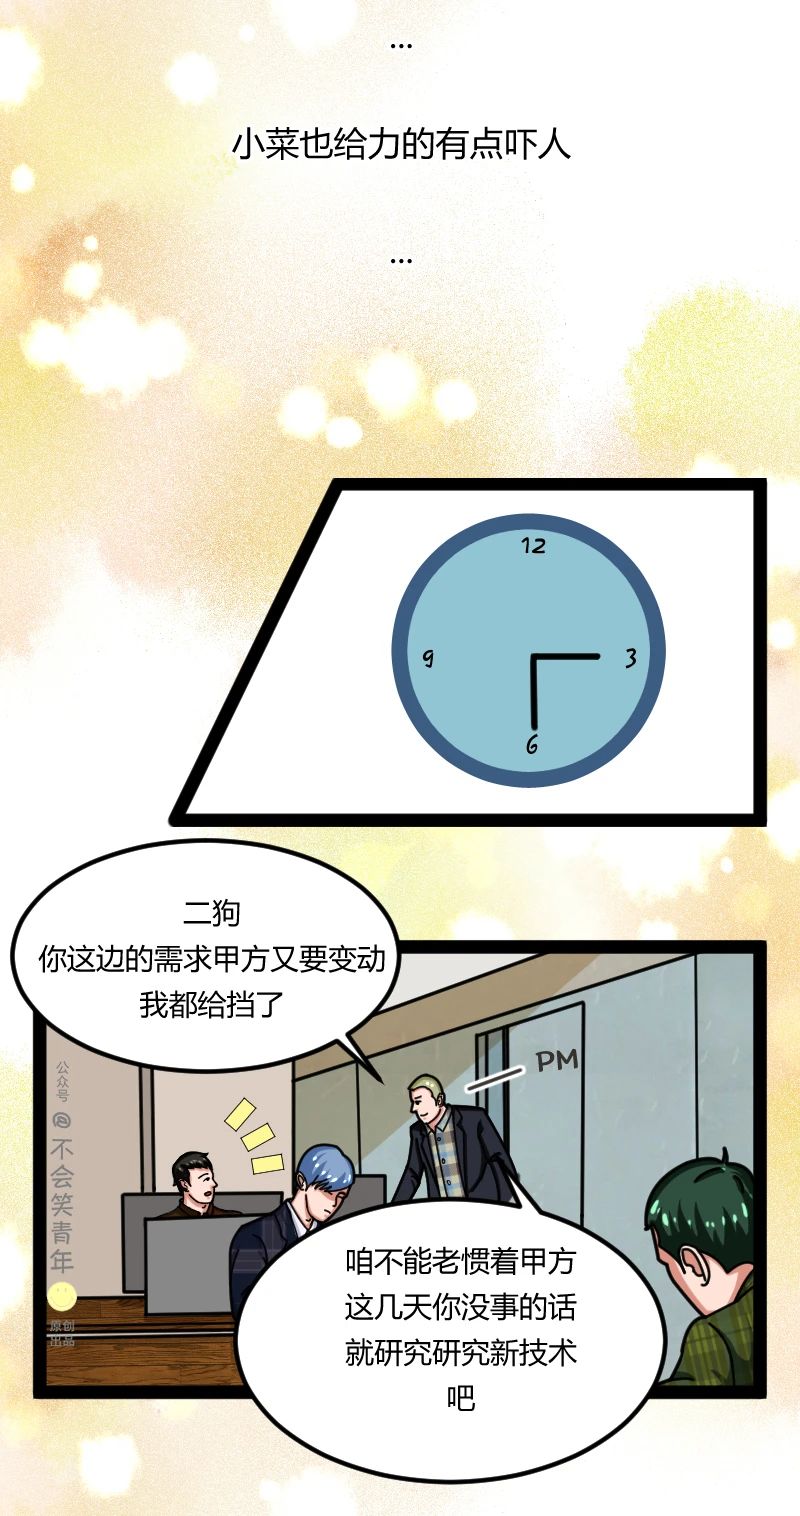 ...
小菜也给力的有点吓人
...
12
9
3
6
二狗
你这边的需求甲方又要变动
我都给挡了
PM
公众号
@不会笑青年
原创
出品
咱不能老惯着甲方
这几天你没事的话
就研究研究新技术
吧